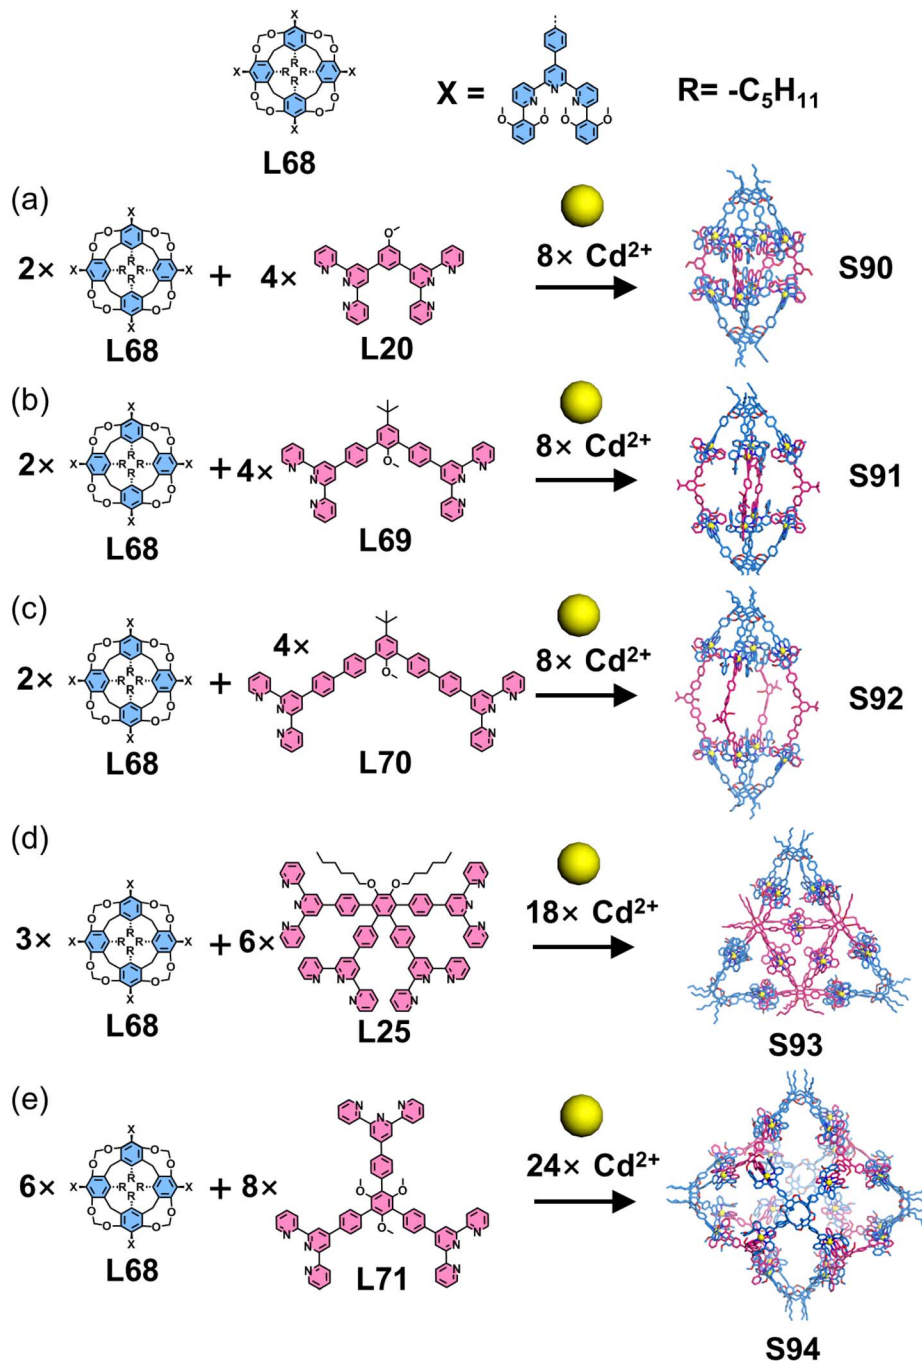 X = R= -C5H11
L68
(a)
2× L68 + 4× L20 8× Cd2+ S90
(b)
2× L68 + 4× L69 8× Cd2+ S91
(c)
2× L68 + 4× L70 8× Cd2+ S92
(d)
3× L68 + 6× L25 18× Cd2+ S93
(e)
6× L68 + 8× L71 24× Cd2+ S94